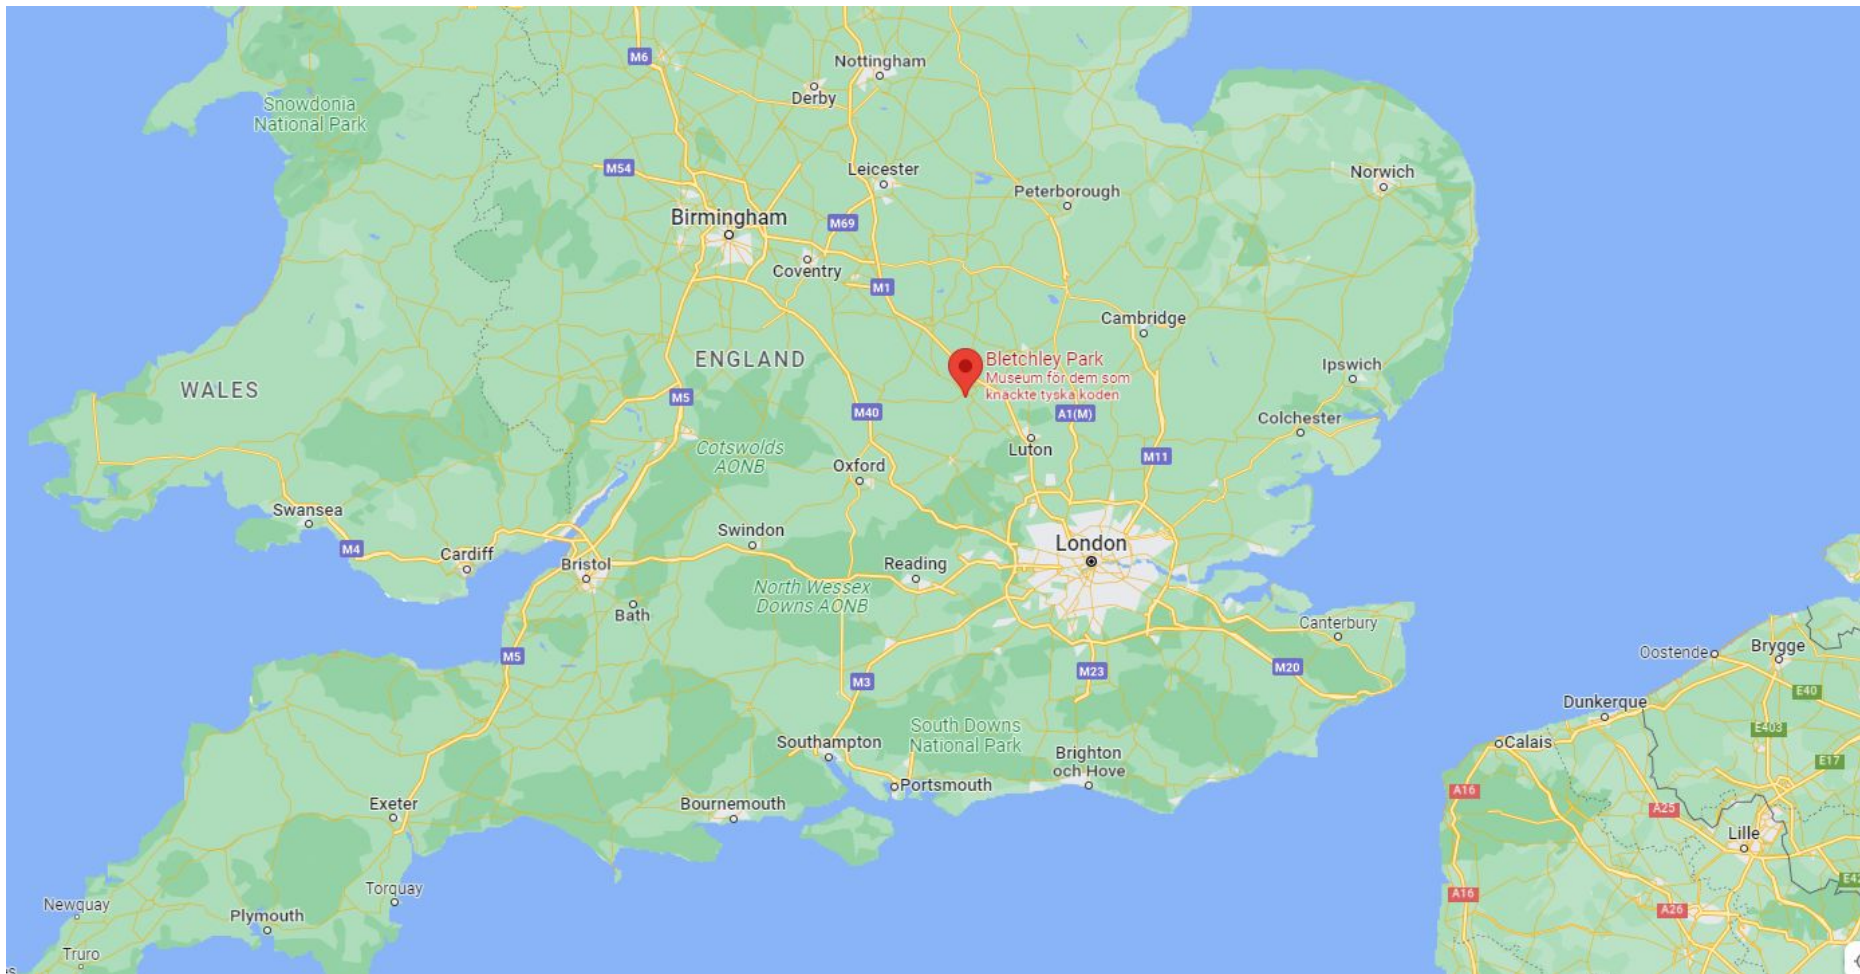 M6
Nottingham
Derby
Snowdonia
National Park
M54
Leicester
Norwich
Peterborough
Birmingham
M69
Coventry
M1
Cambridge
ENGLAND
Bletchley Park
Museum för dem som
knäckte tyska koden
Ipswich
WALES
M5
M40
A1(M)
Colchester
Cotswolds
AONB
Luton
M11
Oxford
Swansea
Swindon
M4
Cardiff
London
Bristol
Reading
North Wessex
Downs AONB
Bath
Canterbury
M5
M3
M23
M20
Oostende
Brygge
E40
Dunkerque
E403
South Downs
National Park
Southampton
Brighton
och Hove
Calais
E17
Portsmouth
A16
Exeter
Bournemouth
A25
Lille
Torquay
A16
E42
Newquay
Plymouth
A26
Truro